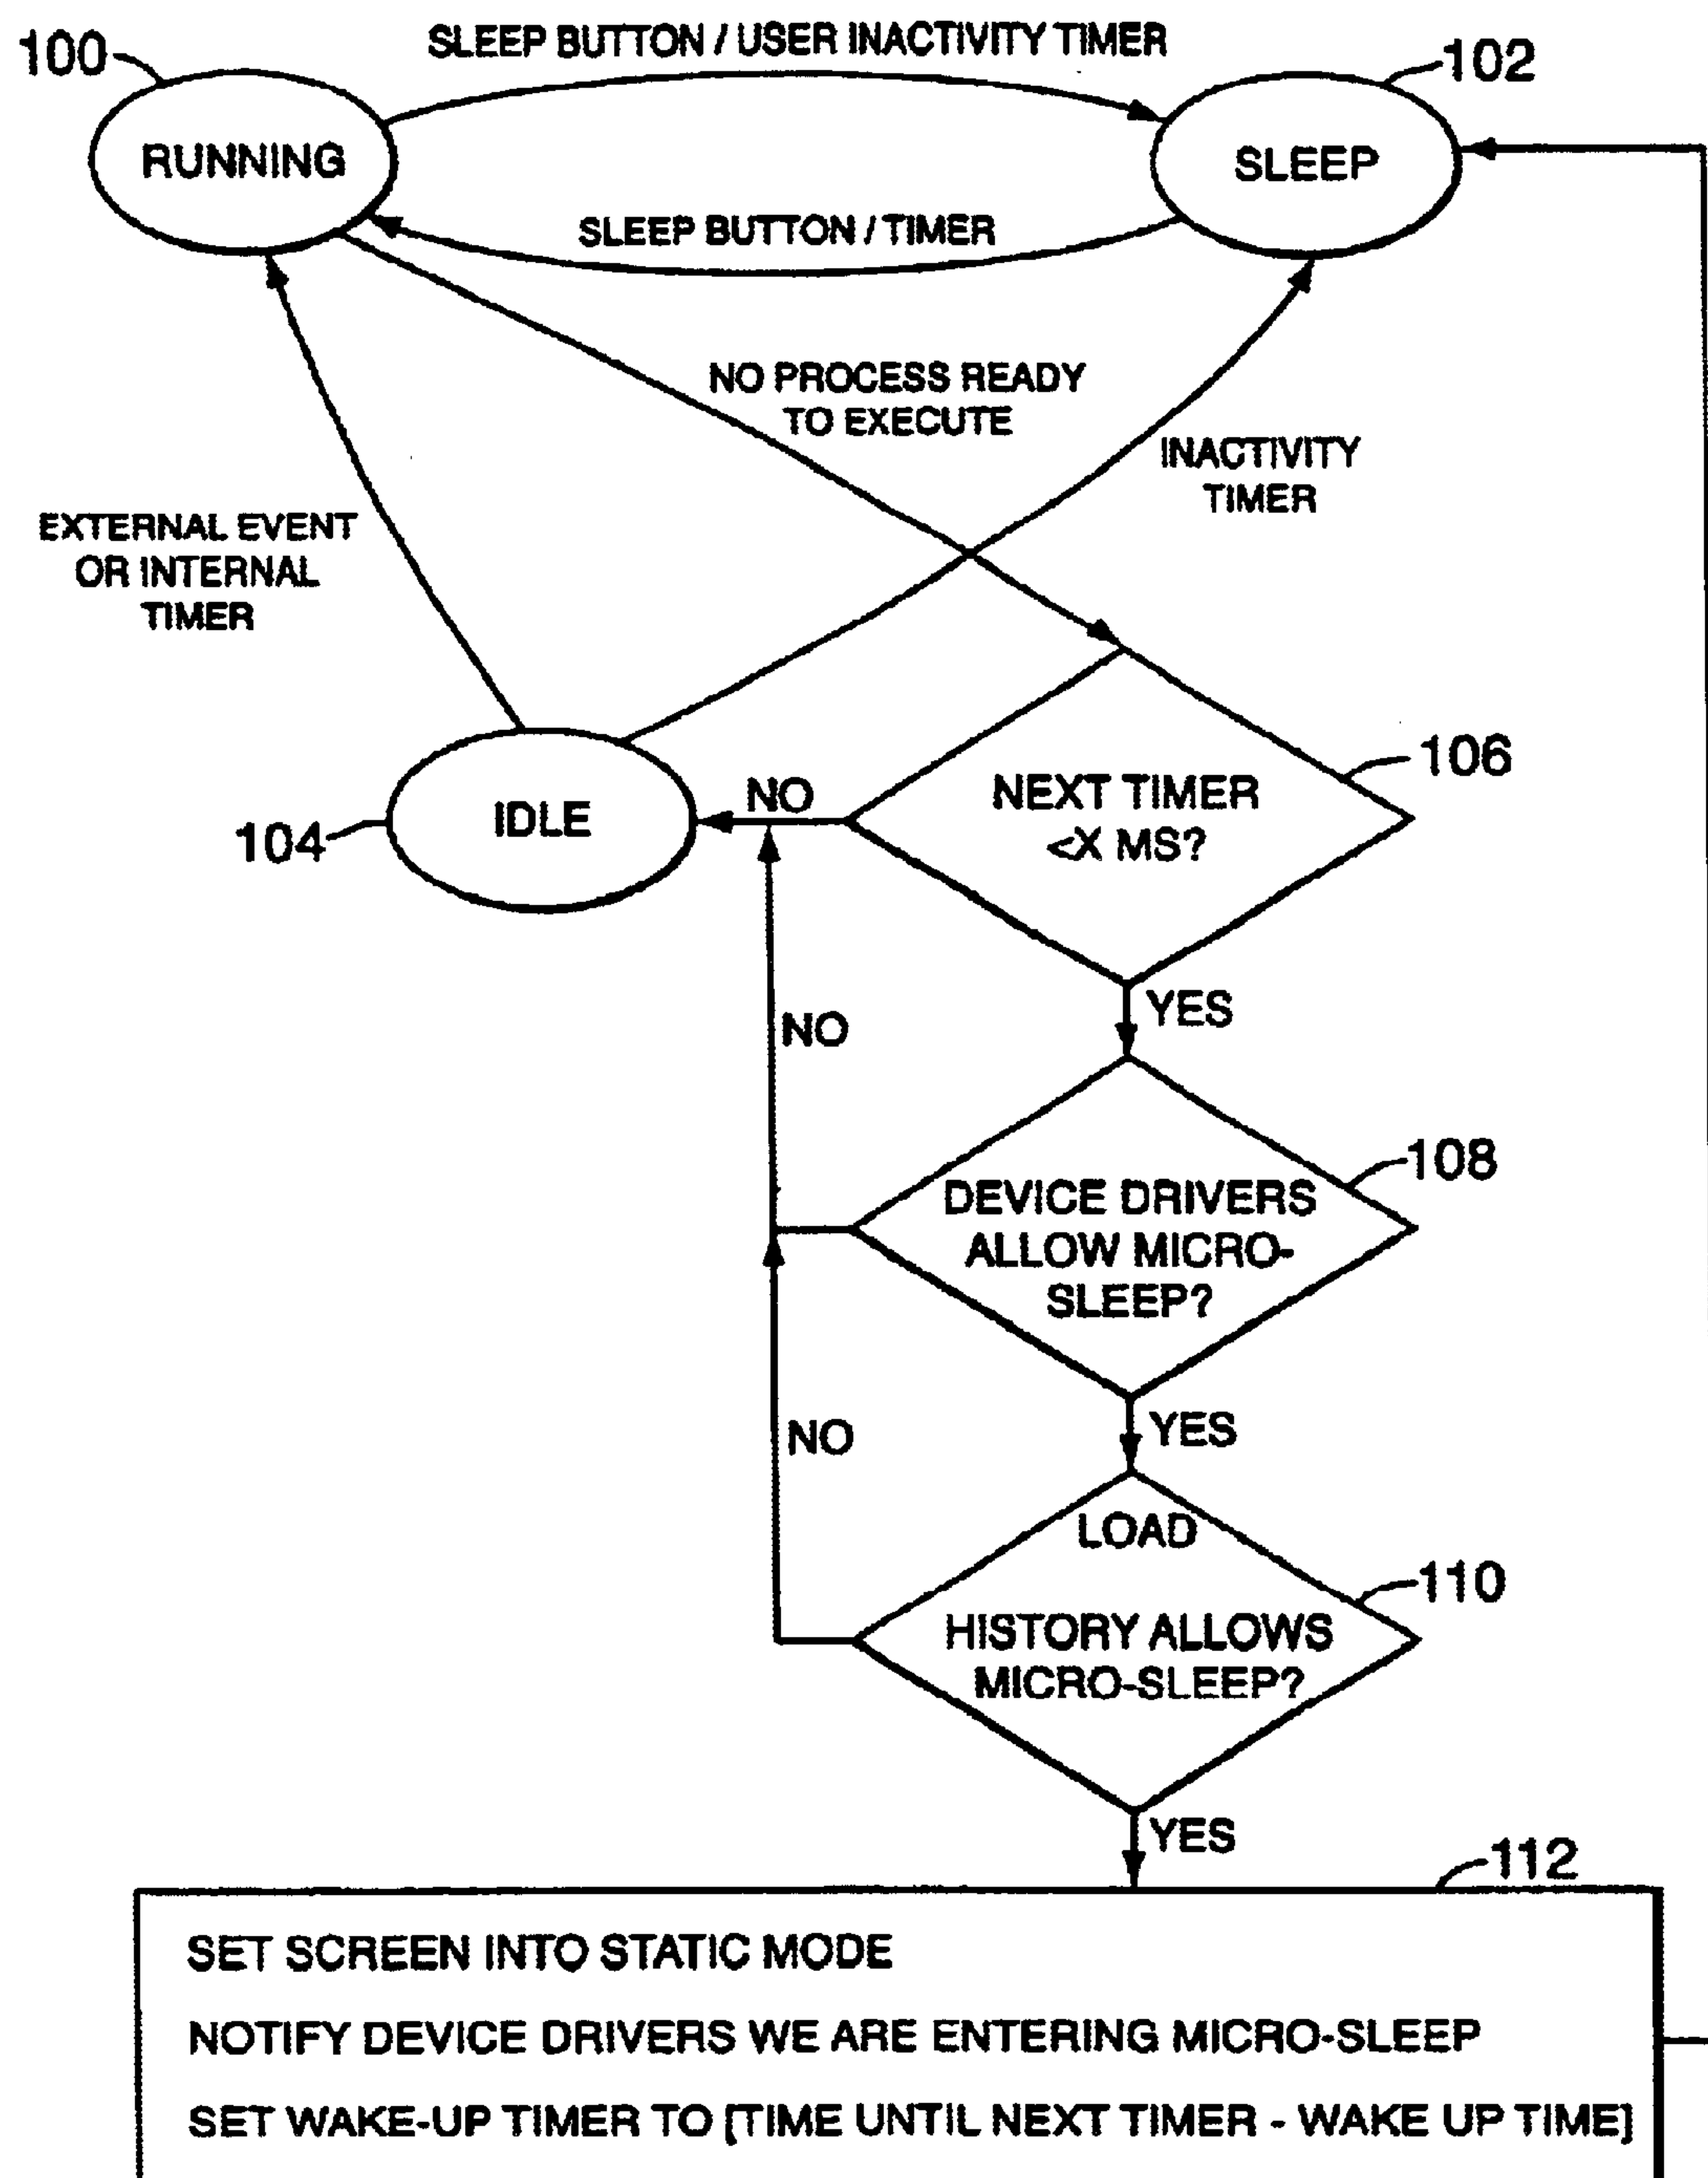 100
SLEEP BUTTON / USER INACTIVITY TIMER
102
RUNNING
SLEEP
SLEEP BUTTON / TIMER
NO PROCESS READY
TO EXECUTE
INACTIVITY
TIMER
EXTERNAL EVENT
OR INTERNAL
TIMER
106
NEXT TIMER
<X MS?
NO
IDLE
104
YES
NO
108
DEVICE DRIVERS
ALLOW MICRO-
SLEEP?
YES
NO
LOAD
110
HISTORY ALLOWS
MICRO-SLEEP?
YES
112
SET SCREEN INTO STATIC MODE
NOTIFY DEVICE DRIVERS WE ARE ENTERING MICRO-SLEEP
SET WAKE-UP TIMER TO [TIME UNTIL NEXT TIMER - WAKE UP TIME]